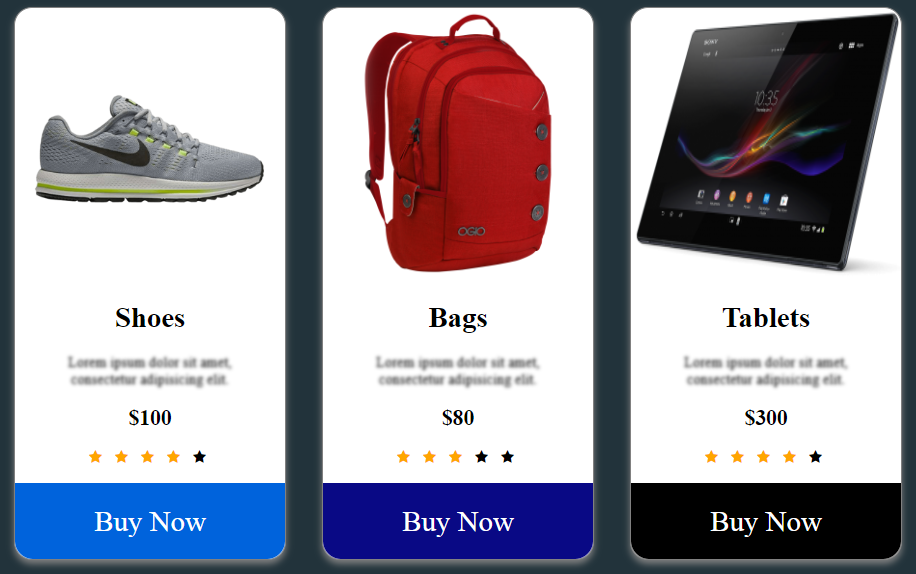 OGIO
SONY
10:35
Shoes
Bags
Tablets
Lorem ipsum dolor sit amet,
consectetur adipisicing elit.
Lorem ipsum dolor sit amet,
consectetur adipisicing elit.
Lorem ipsum dolor sit amet,
consectetur adipisicing elit.
$100
$80
$300
Buy Now
Buy Now
Buy Now